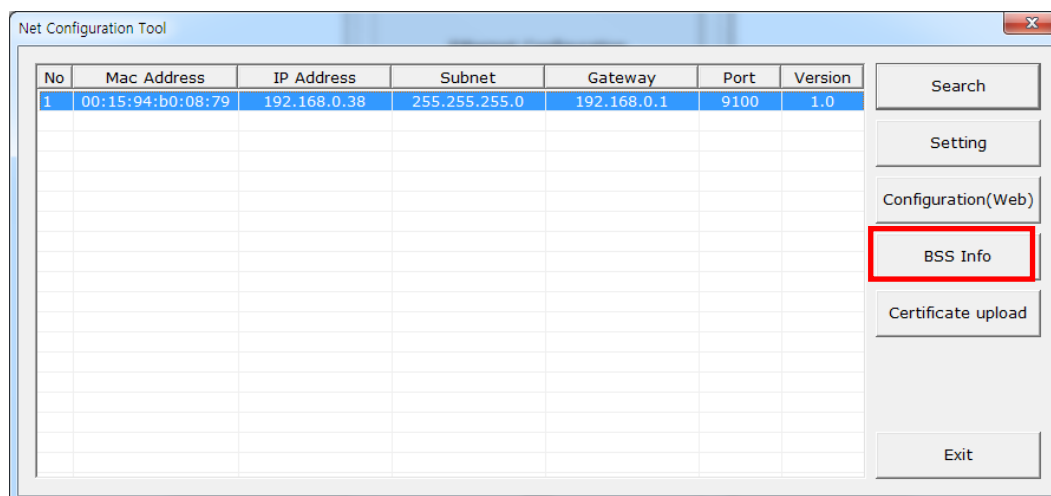 Net Configuration Tool
No Mac Address IP Address Subnet Gateway Port Version
1 00:15:94:b0:08:79 192.168.0.38 255.255.255.0 192.168.0.1 9100 1.0
Search
Setting
Configuration(Web)
BSS Info
Certificate upload
Exit